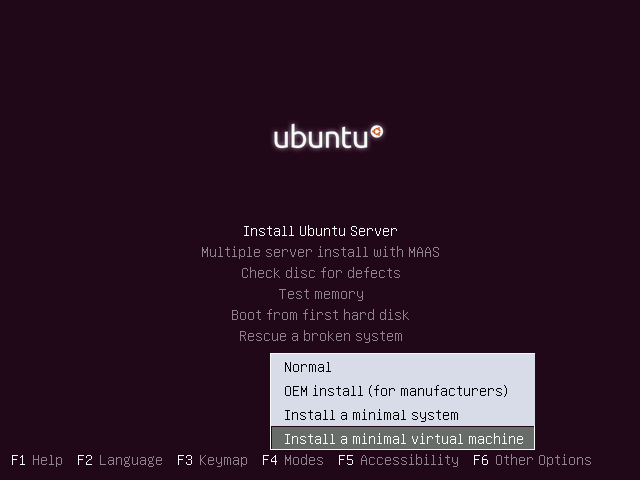 ubuntu
Install Ubuntu Server
Multiple server install with MAAS
Check disc for defects
Test memory
Boot from first hard disk
Rescue a broken system
Normal
OEM install (for manufacturers)
Install a minimal system
Install a minimal virtual machine
F1 Help F2 Language F3 Keymap F4 Modes F5 Accessibility F6 Other Options